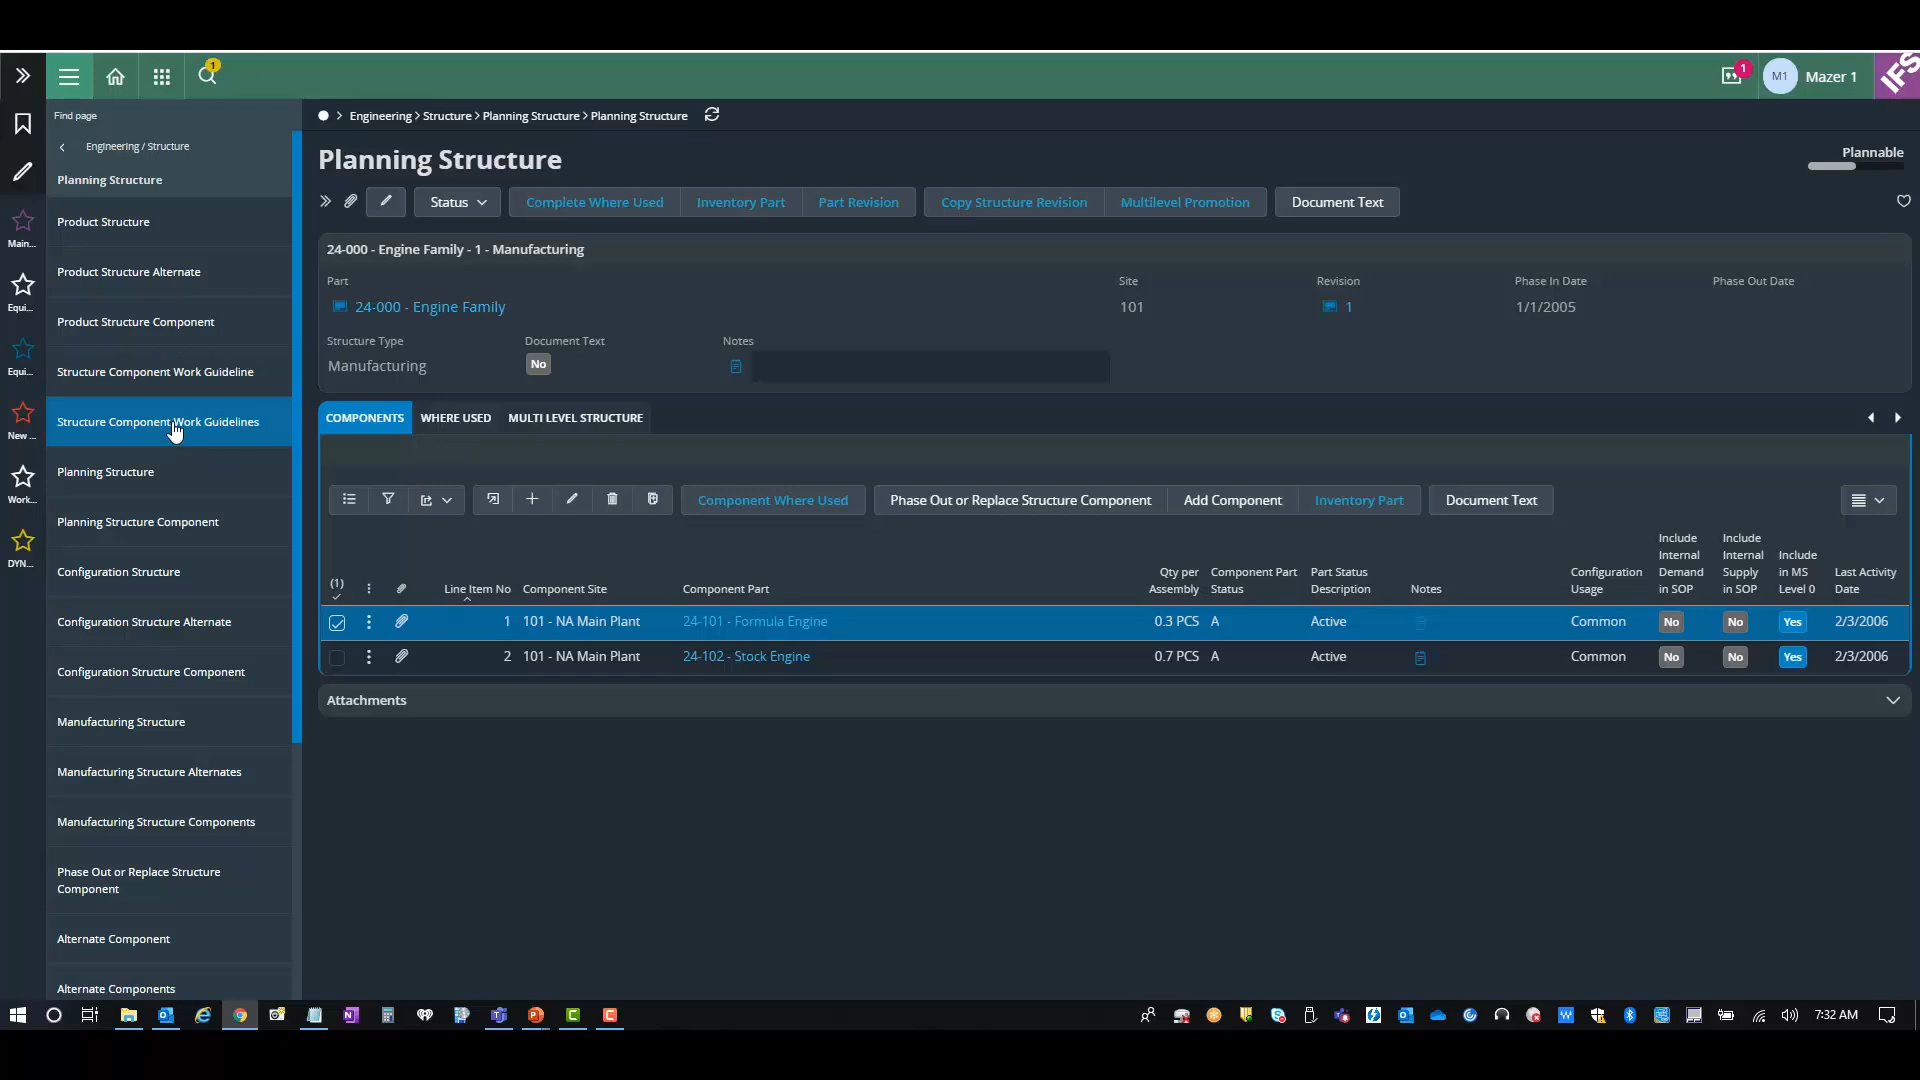 1
1
M1
Mazer 1
IFS
Find page
Engineering / Structure
Planning Structure
Product Structure
Product Structure Alternate
Product Structure Component
Structure Component Work Guideline
Structure Component Work Guidelines
Planning Structure
Planning Structure Component
Configuration Structure
Configuration Structure Alternate
Configuration Structure Component
Manufacturing Structure
Manufacturing Structure Alternates
Manufacturing Structure Components
Phase Out or Replace Structure
Component
Alternate Component
Alternate Components
Main...
Equi...
Equi...
New ...
Work...
DYN...
Engineering > Structure > Planning Structure > Planning Structure
Planning Structure
Plannable
Status
Complete Where Used
Inventory Part
Part Revision
Copy Structure Revision
Multilevel Promotion
Document Text
24-000 - Engine Family - 1 - Manufacturing
Part
Site
Revision
Phase In Date
Phase Out Date
24-000 - Engine Family
101
1
1/1/2005
Structure Type
Document Text
Notes
Manufacturing
No
COMPONENTS
WHERE USED
MULTI LEVEL STRUCTURE
Component Where Used
Phase Out or Replace Structure Component
Add Component
Inventory Part
Document Text
(1)
Line Item No
Component Site
Component Part
Qty per
Assembly
Component Part
Status
Part Status
Description
Notes
Configuration
Usage
Include
Internal
Demand
in SOP
Include
Internal
Supply
in SOP
Include
in MS
Level 0
Last Activity
Date
1 101 - NA Main Plant 24-101 - Formula Engine 0.3 PCS A Active Common No No Yes 2/3/2006
2 101 - NA Main Plant 24-102 - Stock Engine 0.7 PCS A Active Common No No Yes 2/3/2006
Attachments
7:32 AM